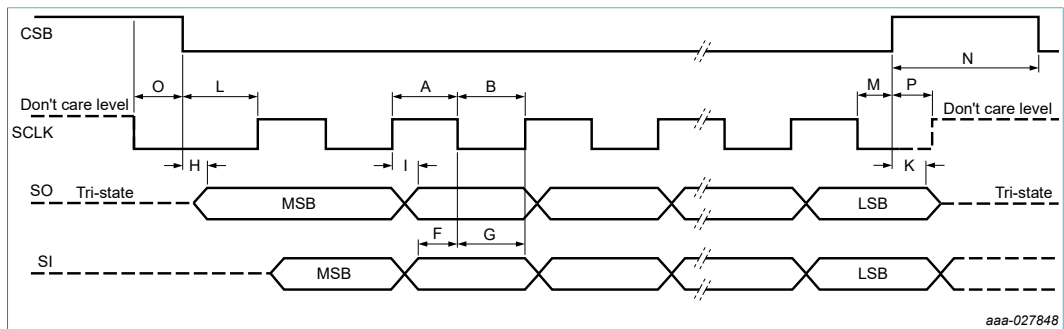 CSB
N
O
L
A
B
M
P
Don't care level
Don't care level
SCLK
H
I
K
SO
Tri-state
MSB
LSB
Tri-state
F
G
SI
MSB
LSB
aaa-027848